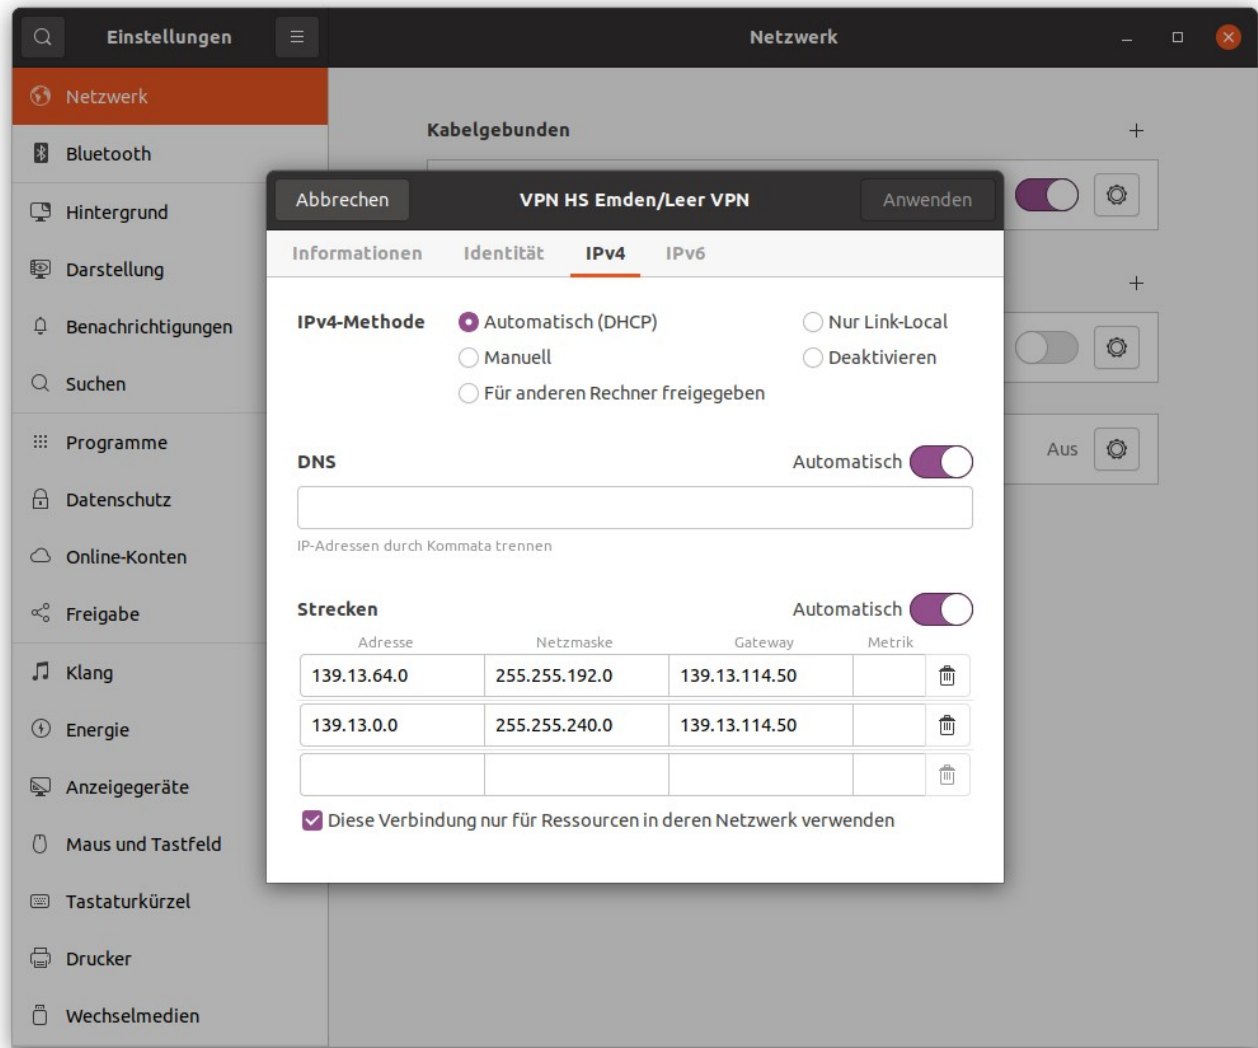 Einstellungen
Netzwerk
Netzwerk
Bluetooth
Hintergrund
Darstellung
Benachrichtigungen
Suchen
Programme
Datenschutz
Online-Konten
Freigabe
Klang
Energie
Anzeigegeräte
Maus und Tastfeld
Tastaturkürzel
Drucker
Wechselmedien
Kabelgebunden
Aus
Abbrechen VPN HS Emden/Leer VPN Anwenden
Informationen Identität IPv4 IPv6
IPv4-Methode Automatisch (DHCP) Nur Link-Local
Manuell Deaktivieren
Für anderen Rechner freigegeben
DNS Automatisch
IP-Adressen durch Kommata trennen
Strecken Automatisch
Adresse Netzmaske Gateway Metrik
139.13.64.0 255.255.192.0 139.13.114.50
139.13.0.0 255.255.240.0 139.13.114.50
Diese Verbindung nur für Ressourcen in deren Netzwerk verwenden